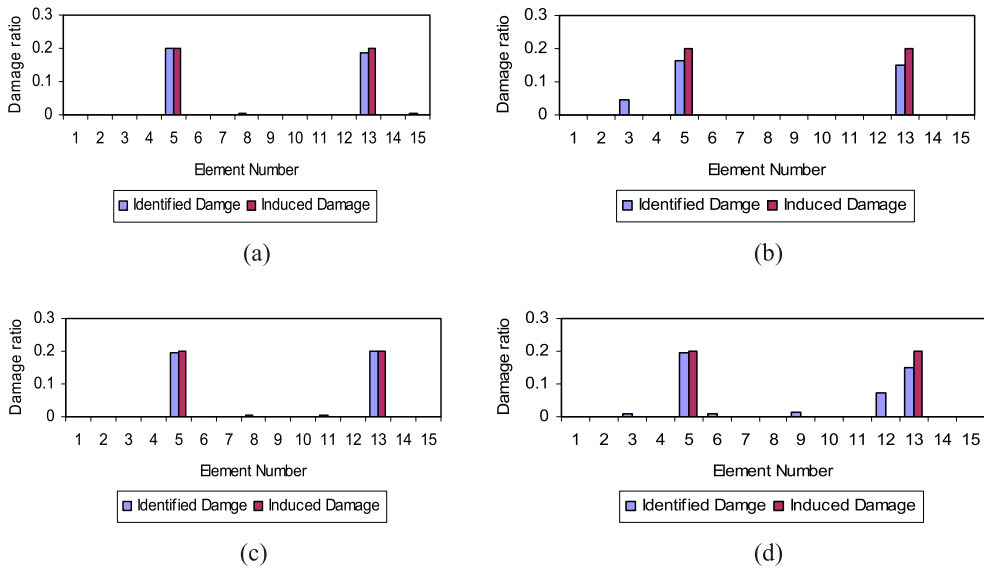 Damage ratio
0.3
0.2
0.1
0
1 2 3 4 5 6 7 8 9 10 11 12 13 14 15
Element Number
Identified Damge Induced Damage
(a)
Damage ratio
0.3
0.2
0.1
0
1 2 3 4 5 6 7 8 9 10 11 12 13 14 15
Element Number
Identified Damge Induced Damage
(b)
Damage ratio
0.3
0.2
0.1
0
1 2 3 4 5 6 7 8 9 10 11 12 13 14 15
Element Number
Identified Damge Induced Damage
(c)
Damage ratio
0.3
0.2
0.1
0
1 2 3 4 5 6 7 8 9 10 11 12 13 14 15
Element Number
Identified Damge Induced Damage
(d)